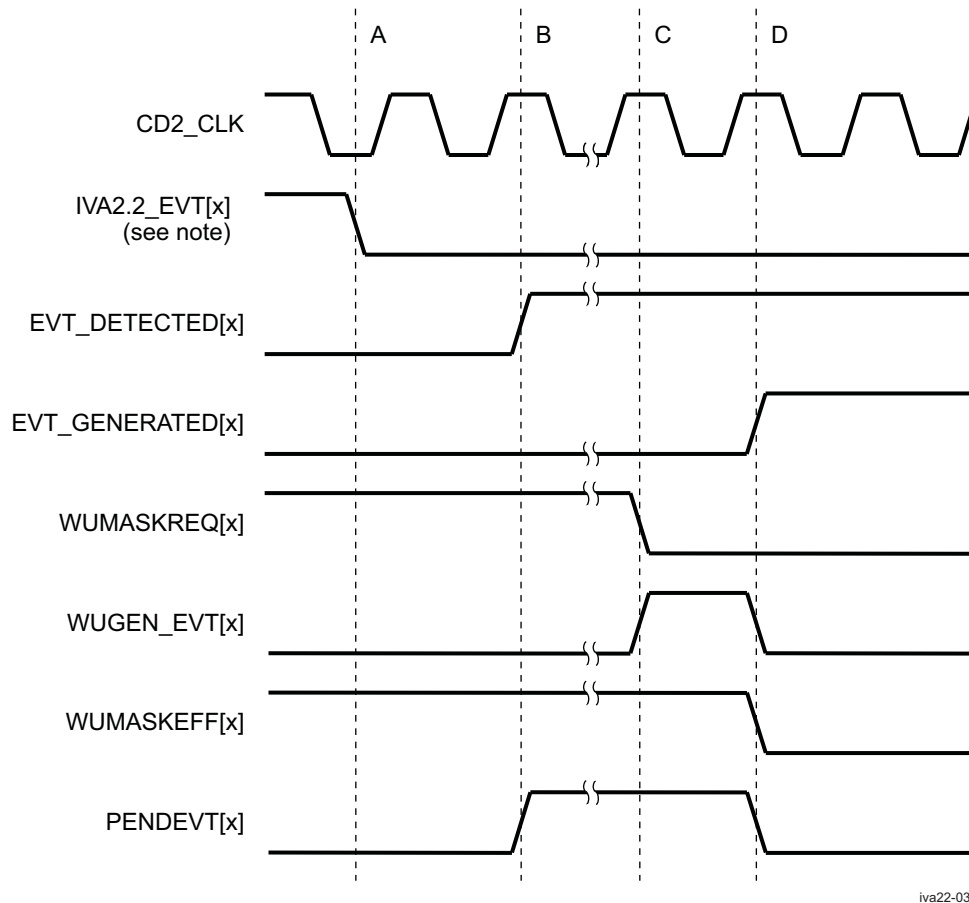 A B C D
CD2_CLK
IVA2.2_EVT[x]
(see note)
EVT_DETECTED[x]
EVT_GENERATED[x]
WUMASKREQ[x]
WUGEN_EVT[x]
WUMASKEFF[x]
PENDEVT[x]
iva22-03